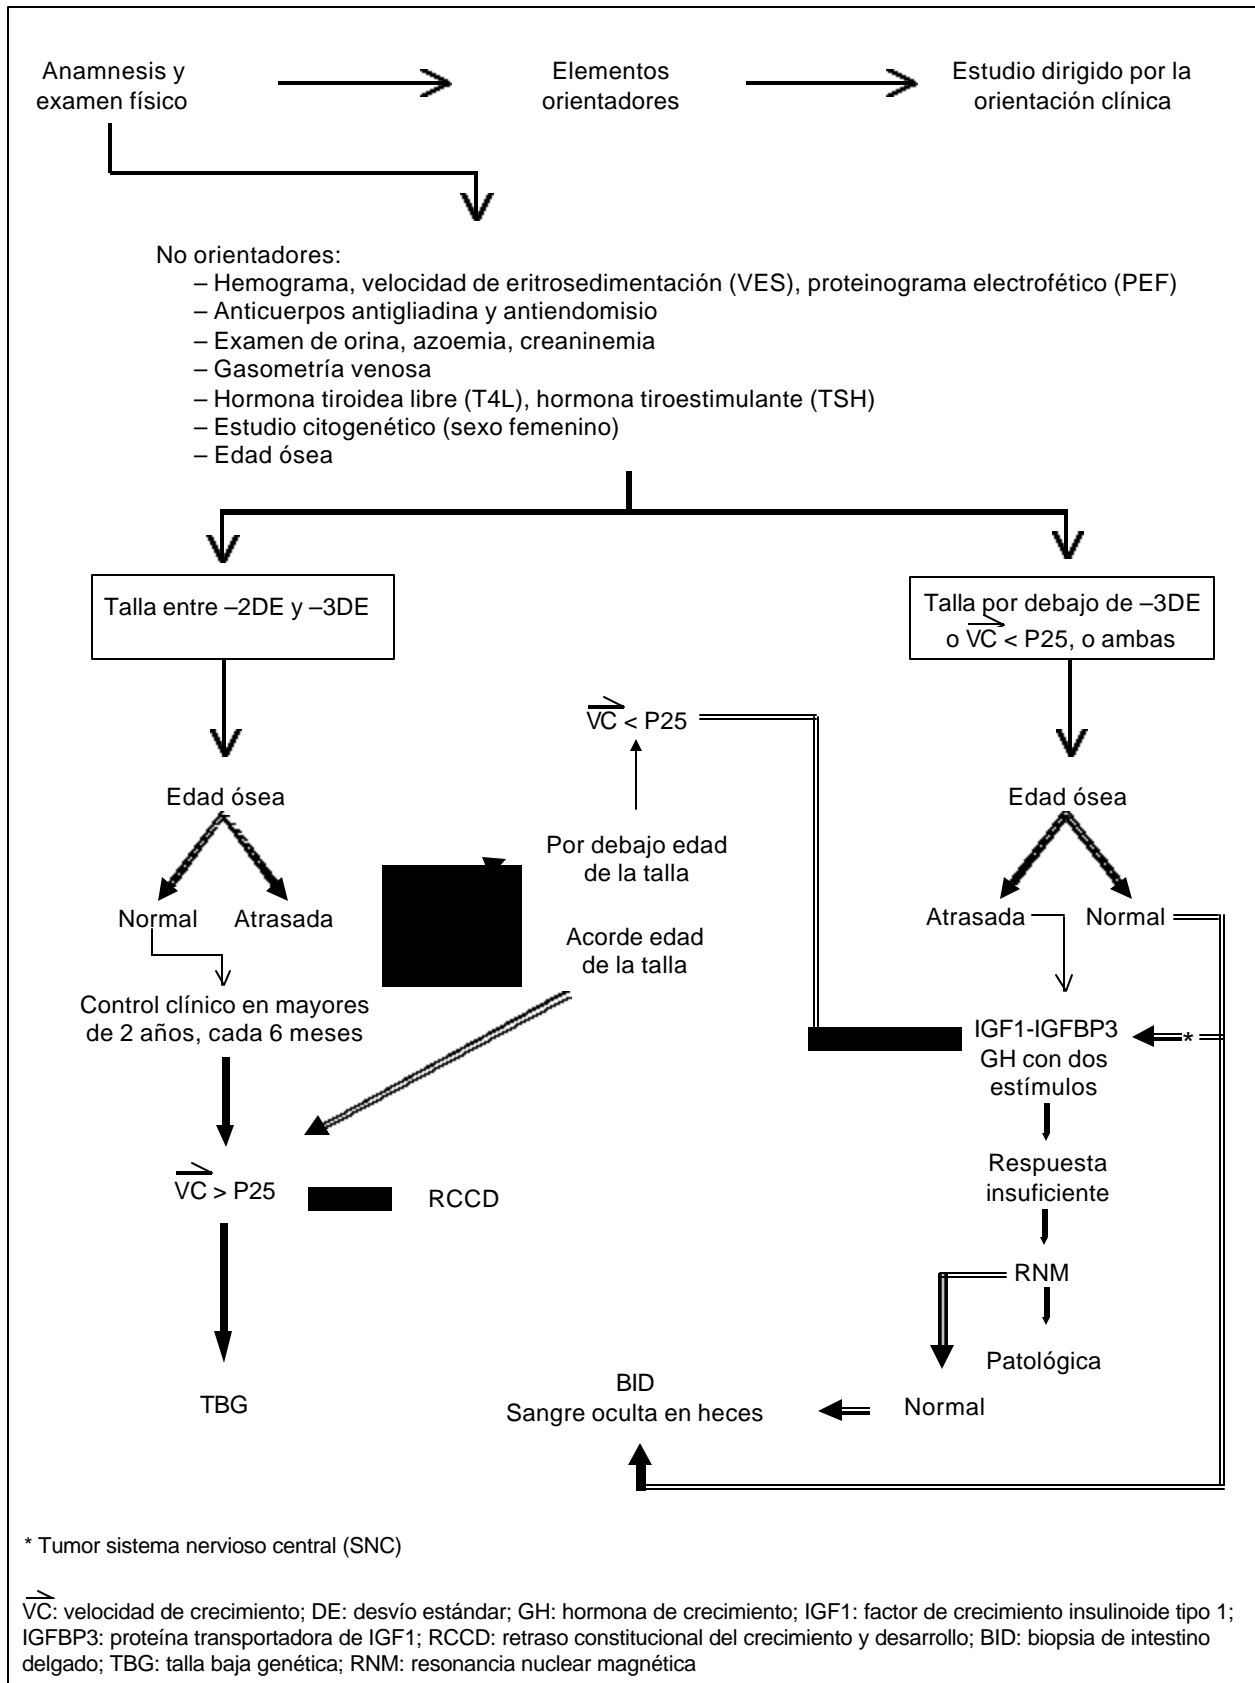 Anamnesis y
examen físico
Elementos
orientadores
Estudio dirigido por la
orientación clínica
No orientadores:
– Hemograma, velocidad de eritrosedimentación (VES), proteinograma electrofético (PEF)
– Anticuerpos antigliadina y antiendomisio
– Examen de orina, azoemia, creaninemia
– Gasometría venosa
– Hormona tiroidea libre (T4L), hormona tiroestimulante (TSH)
– Estudio citogenético (sexo femenino)
– Edad ósea
Talla entre –2DE y –3DE
Talla por debajo de –3DE
o VC < P25, o ambas
VC < P25
Edad ósea
Edad ósea
Por debajo edad
de la talla
Normal
Atrasada
Atrasada
Normal
Acorde edad
de la talla
Control clínico en mayores
de 2 años, cada 6 meses
IGF1-IGFBP3
GH con dos
estímulos
*
Respuesta
insuficiente
VC > P25
RCCD
RNM
Patológica
BID
Sangre oculta en heces
Normal
TBG
* Tumor sistema nervioso central (SNC)
VC: velocidad de crecimiento; DE: desvío estándar; GH: hormona de crecimiento; IGF1: factor de crecimiento insulinoide tipo 1;
IGFBP3: proteína transportadora de IGF1; RCCD: retraso constitucional del crecimiento y desarrollo; BID: biopsia de intestino
delgado; TBG: talla baja genética; RNM: resonancia nuclear magnética